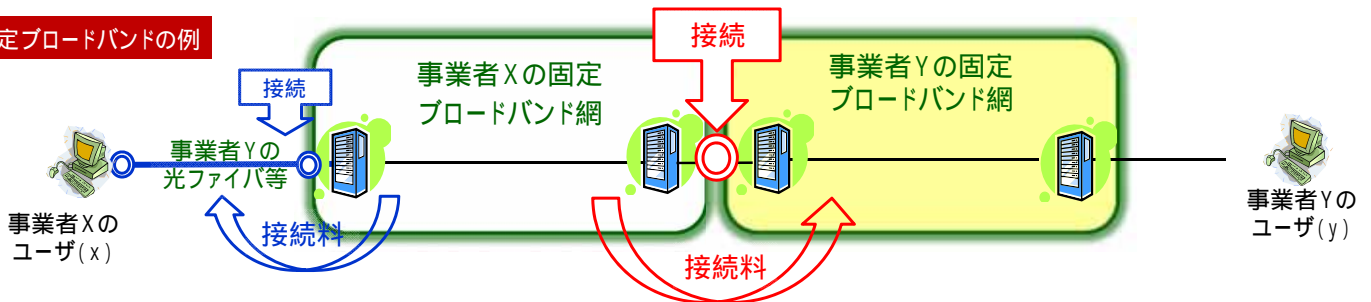 定ブロードバンドの例
接続
接続
事業者Xの固定
ブロードバンド網
事業者Yの固定
ブロードバンド網
事業者Yの
光ファイバ等
事業者Xの
ユーザ(x)
接続料
接続料
事業者Yの
ユーザ(y)